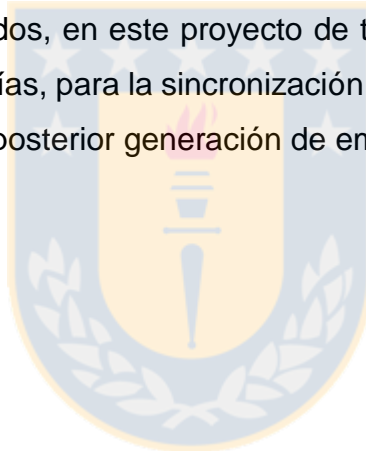 dos, en este proyecto de t
ías, para la sincronización
posterior generación de en